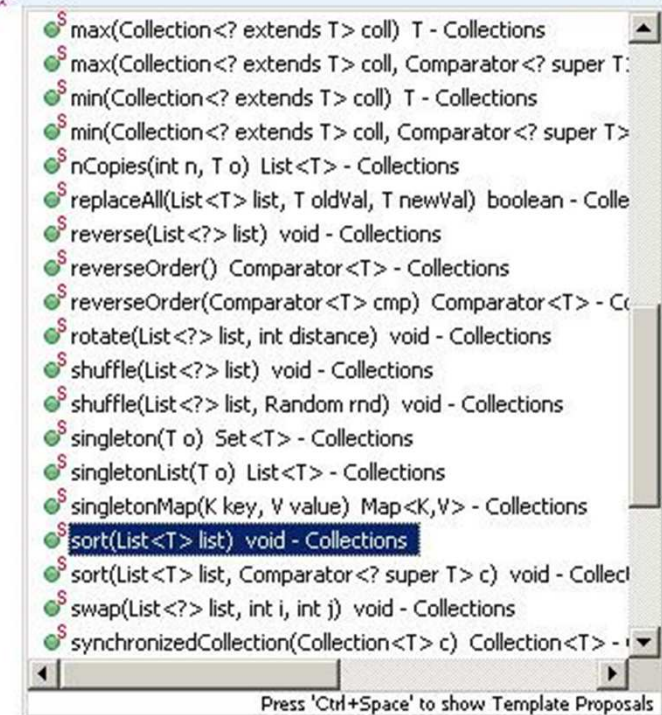 S max(Collection<? extends T> coll) T - Collections
S max(Collection<? extends T> coll, Comparator<? super T>
S min(Collection<? extends T> coll) T - Collections
S min(Collection<? extends T> coll, Comparator<? super T>
S nCopies(int n, T o) List<T> - Collections
S replaceAll(List<T> list, T oldVal, T newVal) boolean - Colle
S reverse(List<?> list) void - Collections
S reverseOrder() Comparator<T> - Collections
S reverseOrder(Comparator<T> cmp) Comparator<T> - Co
S rotate(List<?> list, int distance) void - Collections
S shuffle(List<?> list) void - Collections
S shuffle(List<?> list, Random rnd) void - Collections
S singleton(T o) Set<T> - Collections
S singletonList(T o) List<T> - Collections
S singletonMap(K key, V value) Map<K,V> - Collections
S sort(List<T> list) void - Collections
S sort(List<T> list, Comparator<? super T> c) void - Collect
S swap(List<?> list, int i, int j) void - Collections
S synchronizedCollection(Collection<T> c) Collection<T> -
Press 'Ctrl+Space' to show Template Proposals